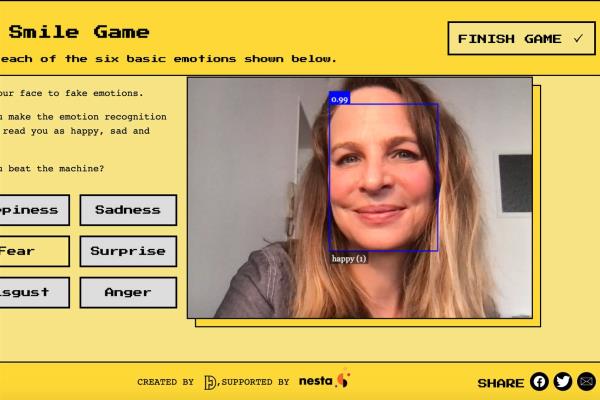 Smile Game
each of the six basic emotions shown below.
FINISH GAME ✓
our face to fake emotions.
u make the emotion recognition
read you as happy, sad and
u beat the machine?
ppiness
Sadness
Fear
Surprise
sgust
Anger
0.99
happy (1)
CREATED BY
,SUPPORTED BY
nesta
SHARE